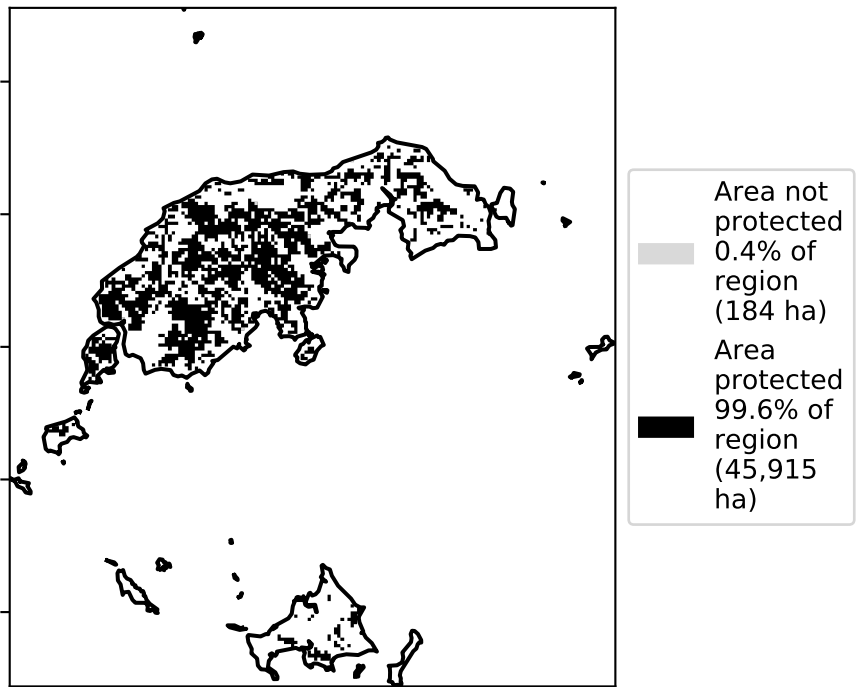 Area not
protected
0.4% of
region
(184 ha)
Area
protected
99.6% of
region
(45,915
ha)